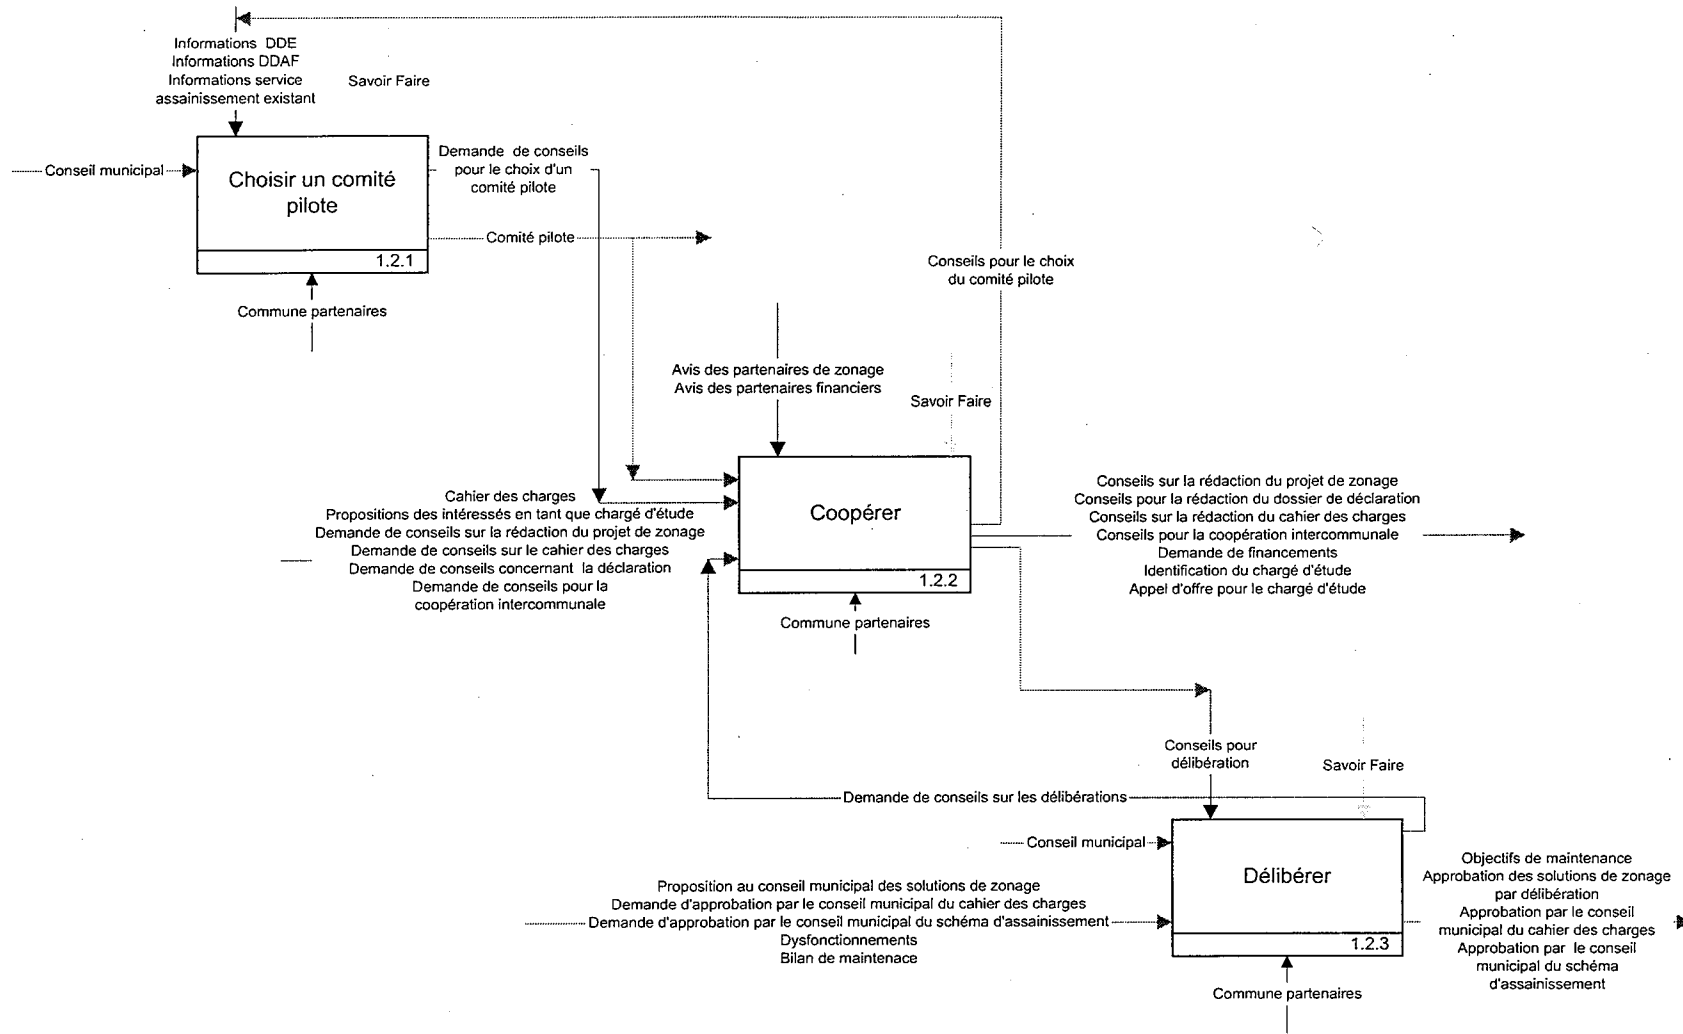 Informations DDE
Informations DDAF
Informations service
assainissement existant
Savoir Faire
Conseil municipal
Choisir un comité
pilote
1.2.1
Demande de conseils
pour le choix d'un
comité pilote
Comité pilote
Commune partenaires
Conseils pour le choix
du comité pilote
Avis des partenaires de zonage
Avis des partenaires financiers
Savoir Faire
Cahier des charges
Propositions des intéressés en tant que chargé d'étude
Demande de conseils sur la rédaction du projet de zonage
Demande de conseils sur le cahier des charges
Demande de conseils concernant la déclaration
Demande de conseils pour la
coopération intercommunale
Coopérer
1.2.2
Commune partenaires
Conseils sur la rédaction du projet de zonage
Conseils pour la rédaction du dossier de déclaration
Conseils sur la rédaction du cahier des charges
Conseils pour la coopération intercommunale
Demande de financements
Identification du chargé d'étude
Appel d'offre pour le chargé d'étude
Conseils pour
délibération
Savoir Faire
Demande de conseils sur les délibérations
Conseil municipal
Proposition au conseil municipal des solutions de zonage
Demande d'approbation par le conseil municipal du cahier des charges
Demande d'approbation par le conseil municipal du schéma d'assainissement
Dysfonctionnements
Bilan de maintenace
Délibérer
1.2.3
Commune partenaires
Objectifs de maintenance
Approbation des solutions de zonage
par délibération
Approbation par le conseil
municipal du cahier des charges
Approbation par le conseil
municipal du schéma
d'assainissement